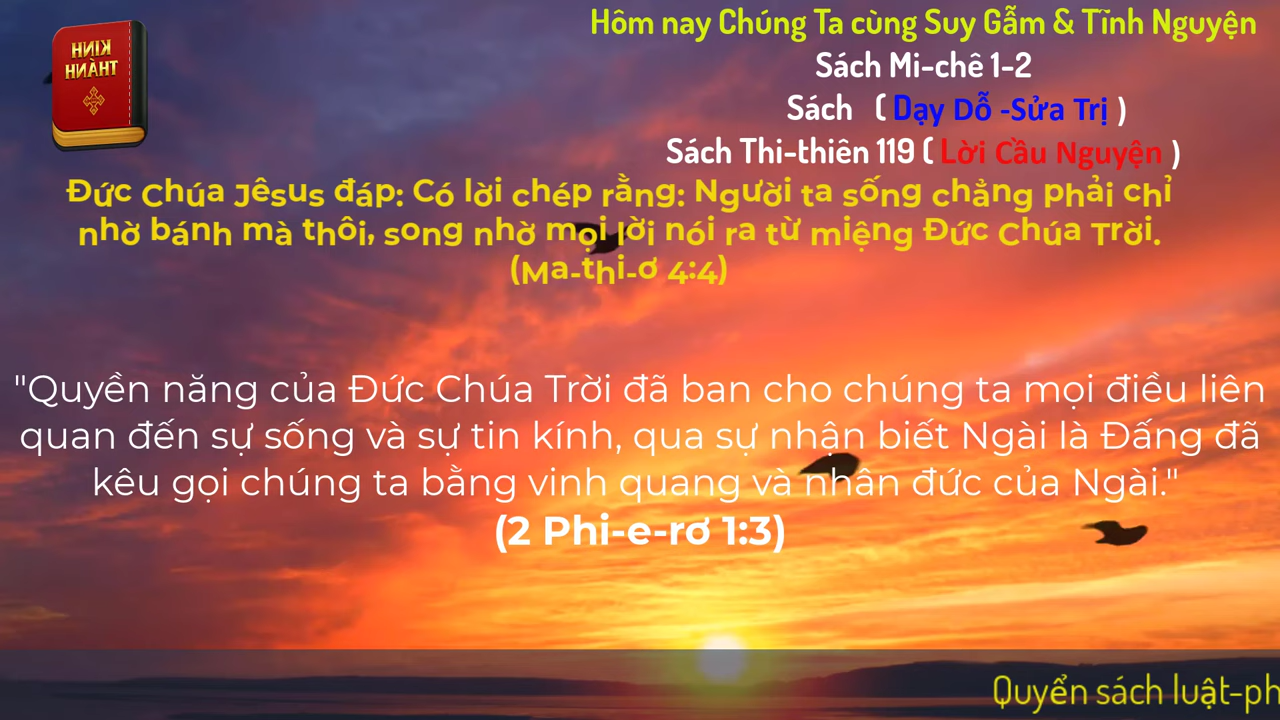 KINH
THÁNH
Hôm nay Chúng Ta cùng Suy Gẫm & Tĩnh Nguyện
Sách Mi-chê 1-2
Sách ( Dạy Dỗ -Sửa Trị )
Sách Thi-thiên 119 ( Lời Cầu Nguyện )
Đức Chúa Jêsus đáp: Có lời chép rằng: Người ta sống chẳng phải chỉ
nhờ bánh mà thôi, song nhờ mọi lời nói ra từ miệng Đức Chúa Trời.
(Ma-thi-ơ 4:4)
"Quyền năng của Đức Chúa Trời đã ban cho chúng ta mọi điều liên
quan đến sự sống và sự tin kính, qua sự nhận biết Ngài là Đấng đã
kêu gọi chúng ta bằng vinh quang và nhân đức của Ngài."
(2 Phi-e-rơ 1:3)
Quyển sách luật-ph